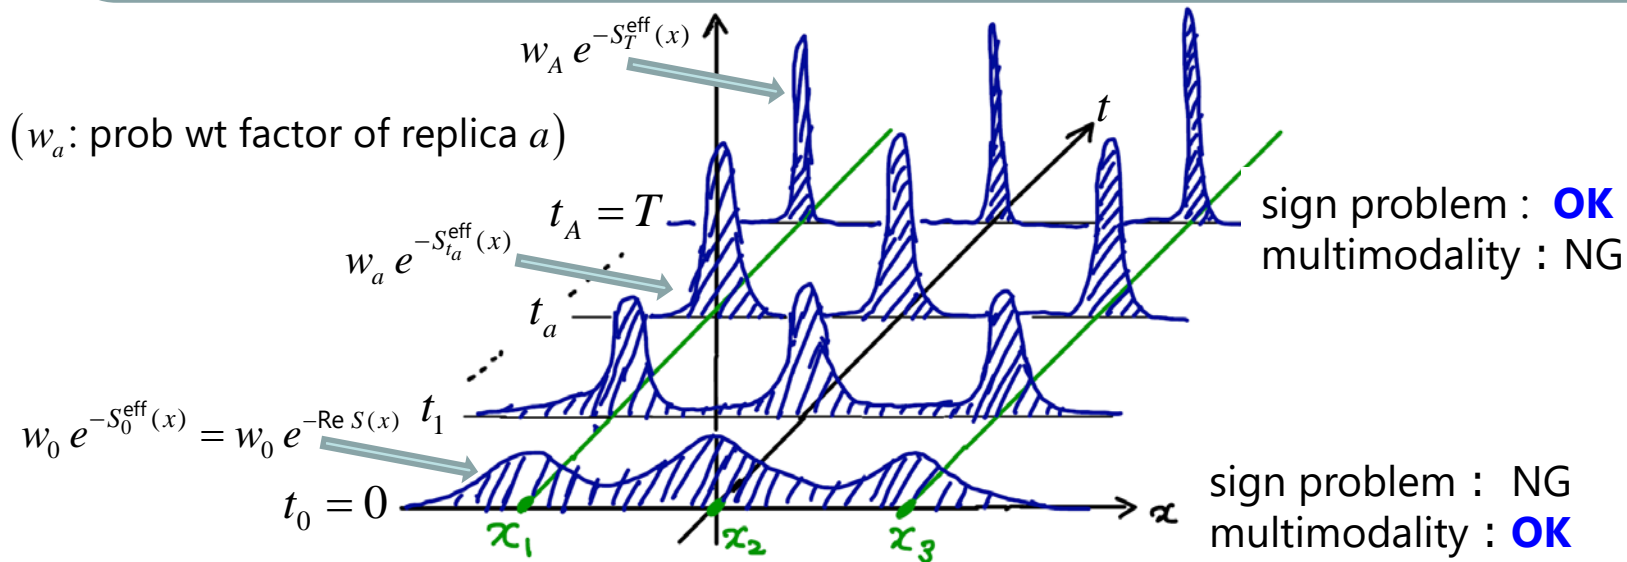 w_A e^{-S_T^{eff}(x)}
t
(w_a: prob wt factor of replica a)
t_A = T
sign problem : OK
multimodality : NG
w_a e^{-S_{t_a}^{eff}(x)}
t_a
t_1
w_0 e^{-S_0^{eff}(x)} = w_0 e^{-Re S(x)}
t_0 = 0
x
x_1 x_2 x_3
sign problem : NG
multimodality : OK